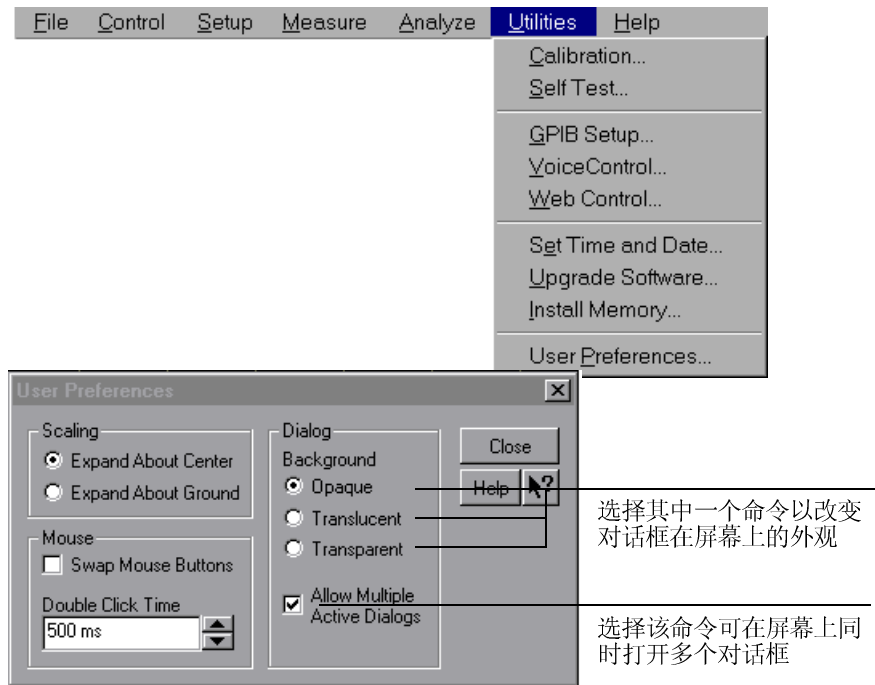 File Control Setup Measure Analyze Utilities Help
Calibration...
Self Test...
GPIB Setup...
VoiceControl...
Web Control...
Set Time and Date...
Upgrade Software...
Install Memory...
User Preferences...
User Preferences
Scaling
Expand About Center
Expand About Ground
Mouse
Swap Mouse Buttons
Double Click Time
500 ms
Dialog
Background
Opaque
Translucent
Transparent
Allow Multiple
Active Dialogs
Close
Help ?
选择其中一个命令以改变
对话框在屏幕上的外观
选择该命令可在屏幕上同
时打开多个对话框